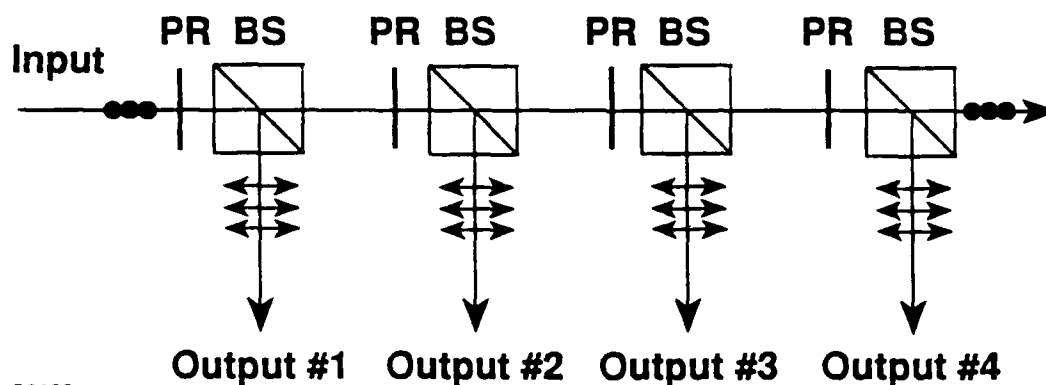 PR BS PR BS PR BS PR BS
Input
Output #1 Output #2 Output #3 Output #4